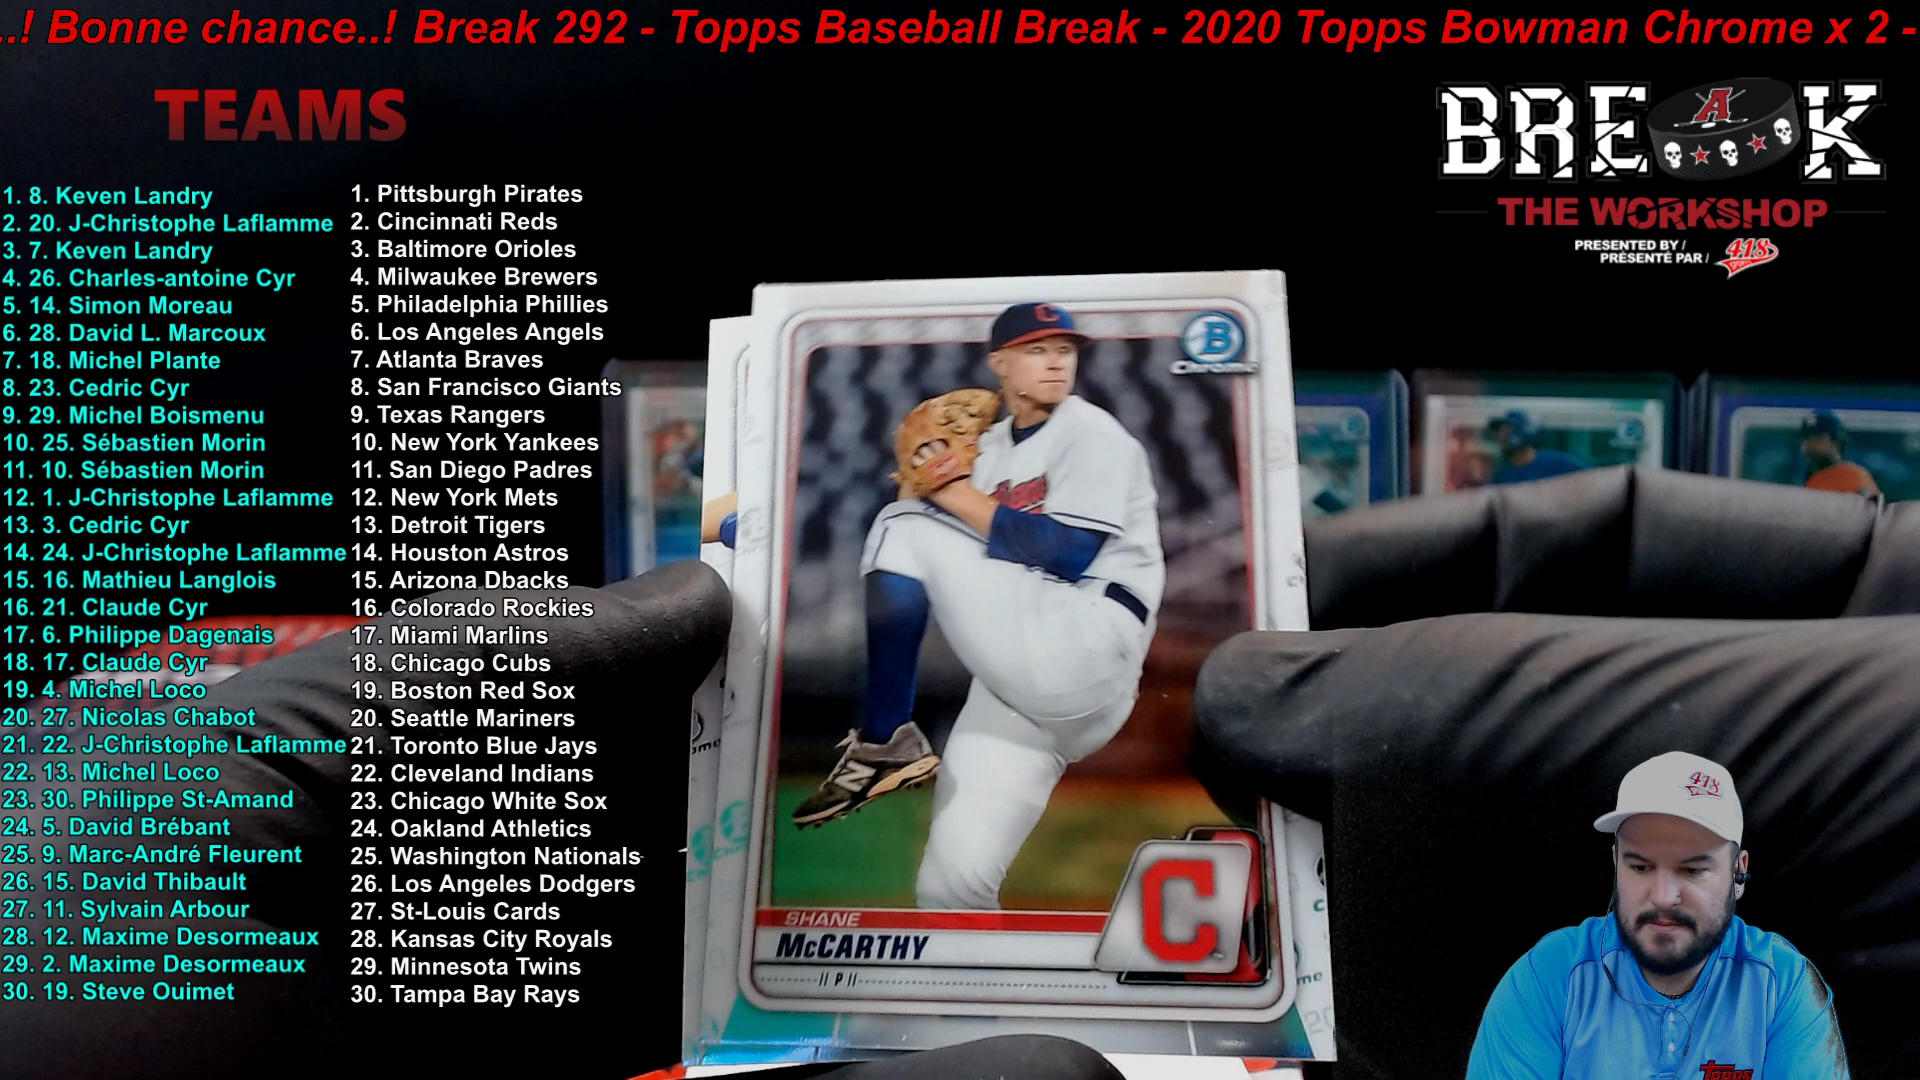 ..! Bonne chance..! Break 292 - Topps Baseball Break - 2020 Topps Bowman Chrome x 2 -
TEAMS
BREAK
A
THE WORKSHOP
PRESENTED BY /
PRÉSENTÉ PAR /
418
1. 8. Keven Landry
2. 20. J-Christophe Laflamme
3. 7. Keven Landry
4. 26. Charles-antoine Cyr
5. 14. Simon Moreau
6. 28. David L. Marcoux
7. 18. Michel Plante
8. 23. Cedric Cyr
9. 29. Michel Boismenu
10. 25. Sébastien Morin
11. 10. Sébastien Morin
12. 1. J-Christophe Laflamme
13. 3. Cedric Cyr
14. 24. J-Christophe Laflamme
15. 16. Mathieu Langlois
16. 21. Claude Cyr
17. 6. Philippe Dagenais
18. 17. Claude Cyr
19. 4. Michel Loco
20. 27. Nicolas Chabot
21. 22. J-Christophe Laflamme
22. 13. Michel Loco
23. 30. Philippe St-Amand
24. 5. David Brébant
25. 9. Marc-André Fleurent
26. 15. David Thibault
27. 11. Sylvain Arbour
28. 12. Maxime Desormeaux
29. 2. Maxime Desormeaux
30. 19. Steve Ouimet
1. Pittsburgh Pirates
2. Cincinnati Reds
3. Baltimore Orioles
4. Milwaukee Brewers
5. Philadelphia Phillies
6. Los Angeles Angels
7. Atlanta Braves
8. San Francisco Giants
9. Texas Rangers
10. New York Yankees
11. San Diego Padres
12. New York Mets
13. Detroit Tigers
14. Houston Astros
15. Arizona Dbacks
16. Colorado Rockies
17. Miami Marlins
18. Chicago Cubs
19. Boston Red Sox
20. Seattle Mariners
21. Toronto Blue Jays
22. Cleveland Indians
23. Chicago White Sox
24. Oakland Athletics
25. Washington Nationals
26. Los Angeles Dodgers
27. St-Louis Cards
28. Kansas City Royals
29. Minnesota Twins
30. Tampa Bay Rays
C
B
Chrome
N
SHANE
McCARTHY
P
C
418
Topps